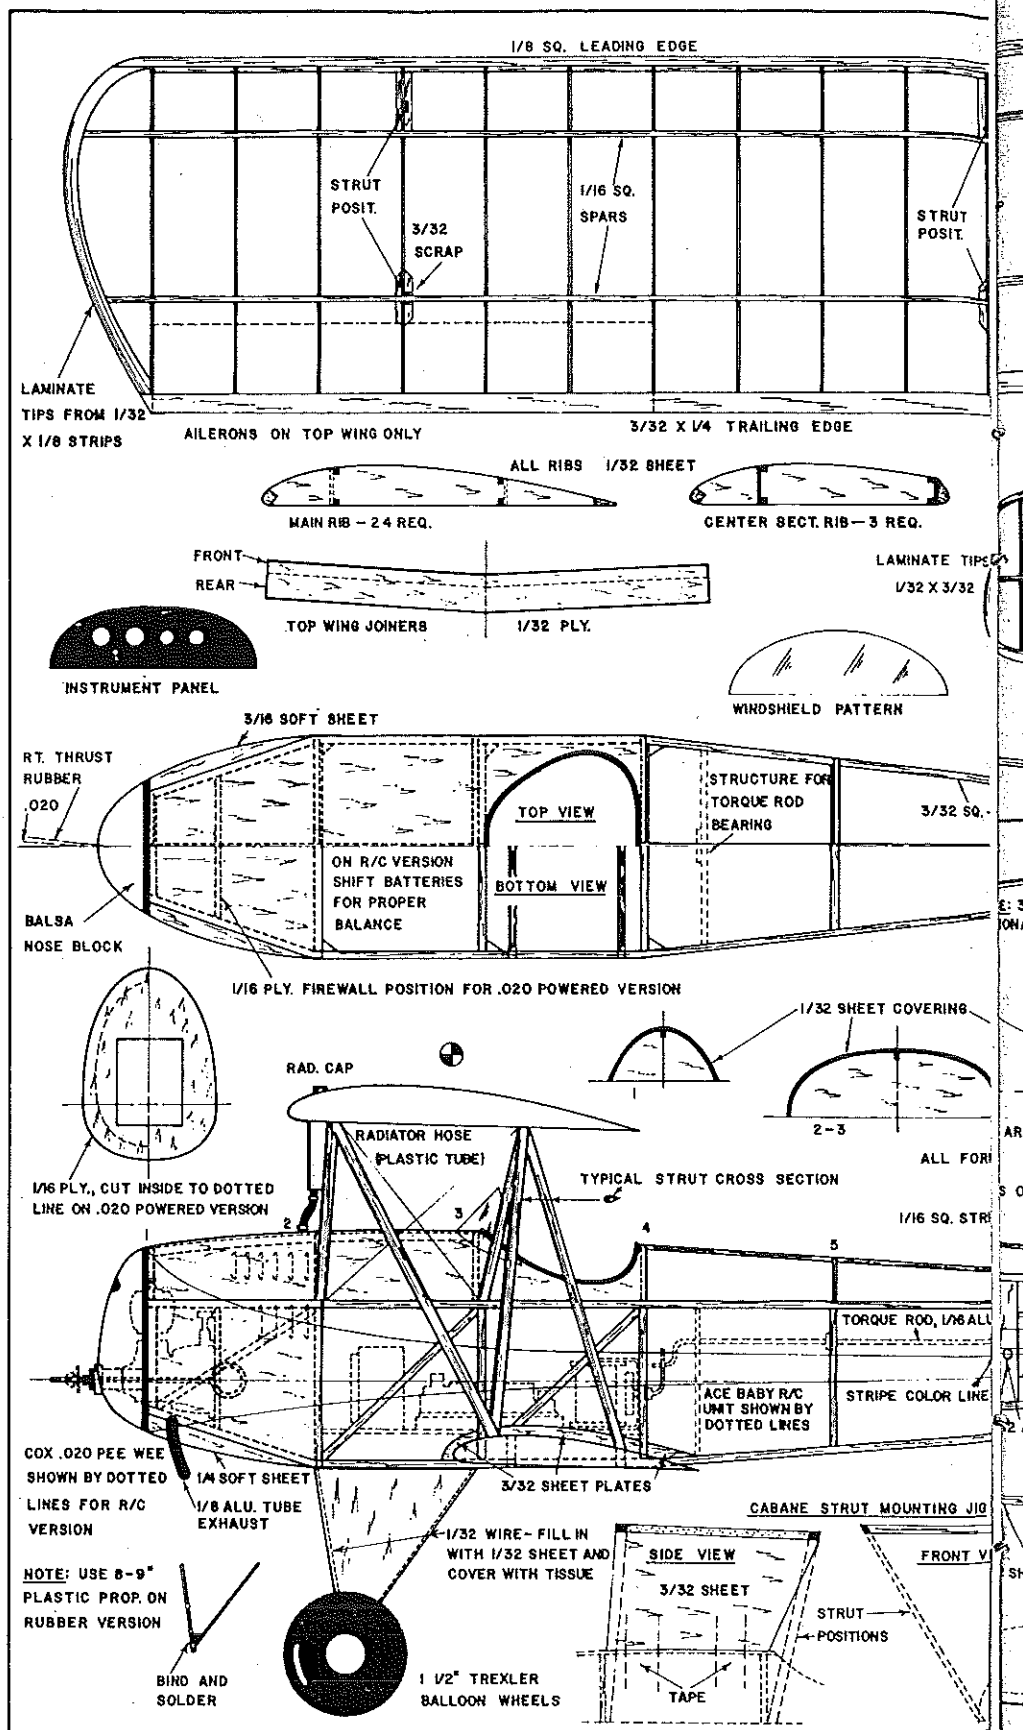 1/8 SQ. LEADING EDGE
STRUT
POSIT.
1/16 SQ.
SPARS
3/32
SCRAP
STRUT
POSIT.
LAMINATE
TIPS FROM 1/32
X 1/8 STRIPS
AILERONS ON TOP WING ONLY
3/32 X 1/4 TRAILING EDGE
ALL RIBS 1/32 SHEET
MAIN RIB – 24 REQ.
CENTER SECT. RIB – 3 REQ.
FRONT
REAR
LAMINATE TIPS
1/32 X 3/32
TOP WING JOINERS
1/32 PLY.
INSTRUMENT PANEL
WINDSHIELD PATTERN
3/16 SOFT SHEET
RT. THRUST
RUBBER
.020
STRUCTURE FOR
TORQUE ROD
BEARING
TOP VIEW
3/32 SQ.
ON R/C VERSION
SHIFT BATTERIES
FOR PROPER
BALANCE
BOTTOM VIEW
BALSA
NOSE BLOCK
1/16 PLY. FIREWALL POSITION FOR .020 POWERED VERSION
1/32 SHEET COVERING
RAD. CAP
2-3
RADIATOR HOSE
(PLASTIC TUBE)
ALL FOR
TYPICAL STRUT CROSS SECTION
1/16 PLY., CUT INSIDE TO DOTTED
LINE ON .020 POWERED VERSION
1/16 SQ. STR
2
3
4
5
TORQUE ROD, 1/16 ALU
ACE BABY R/C
UNIT SHOWN BY
DOTTED LINES
STRIPE COLOR LINE
COX .020 PEE WEE
SHOWN BY DOTTED
LINES FOR R/C
VERSION
1/4 SOFT SHEET
1/8 ALU. TUBE
EXHAUST
3/32 SHEET PLATES
CABANE STRUT MOUNTING JIG
1/32 WIRE – FILL IN
WITH 1/32 SHEET AND
COVER WITH TISSUE
SIDE VIEW
FRONT V
3/32 SHEET
NOTE: USE 8-9"
PLASTIC PROP. ON
RUBBER VERSION
STRUT
POSITIONS
BIND AND
SOLDER
1 1/2" TREXLER
BALLOON WHEELS
TAPE